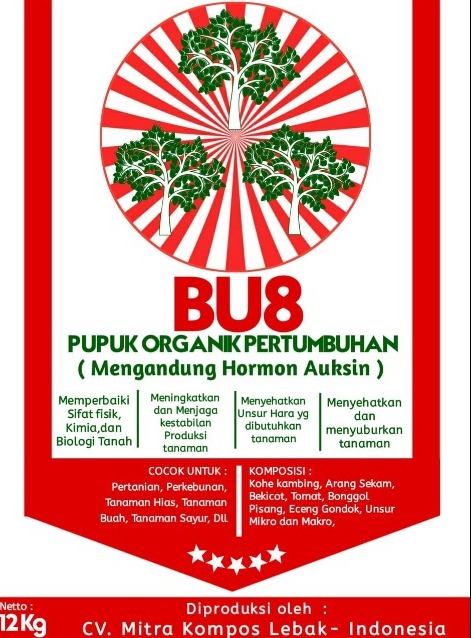 BU8
PUPUK ORGANIK PERTUMBUHAN
( Mengandung Hormon Auksin )
Memperbaiki
Sifat fisik,
Kimia,dan
Biologi Tanah
Meningkatkan
dan Menjaga
kestabilan
Produksi
tanaman
Menyehatkan
Unsur Hara yg
dibutuhkan
tanaman
Menyehatkan
dan
menyuburkan
tanaman
COCOK UNTUK :
Pertanian, Perkebunan,
Tanaman Hias, Tanaman
Buah, Tanaman Sayur, Dll.
KOMPOSISI :
Kohe kambing, Arang Sekam,
Bekicot, Tomat, Bonggol
Pisang, Eceng Gondok, Unsur
Mikro dan Makro,
Netto :
12Kg
Diproduksi oleh :
CV. Mitra Kompos Lebak- Indonesia